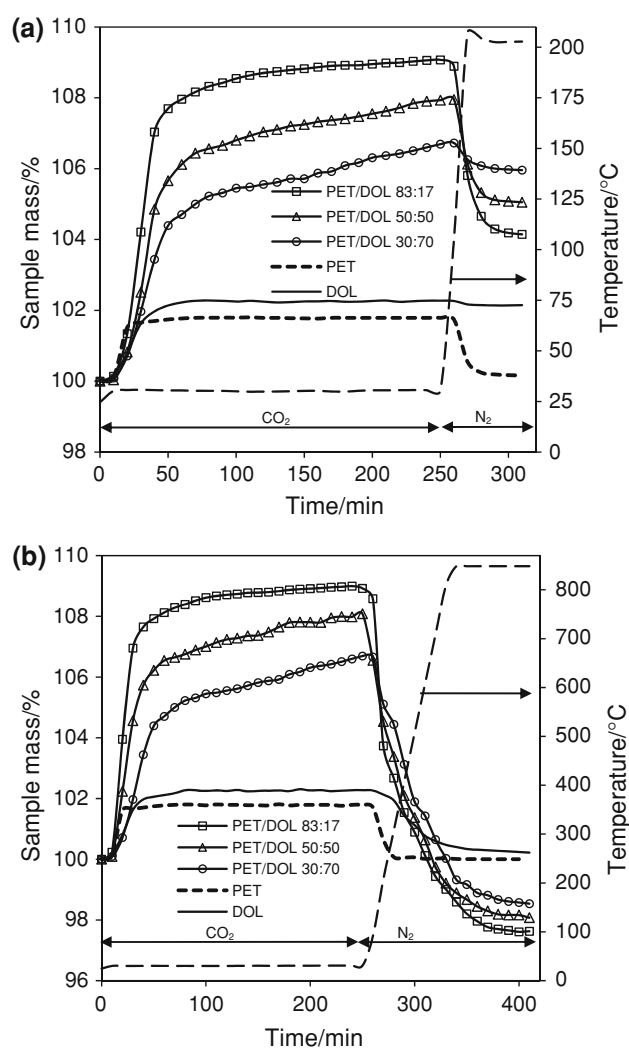 (a)
110
108
106
104
102
100
98
Sample mass/%
200
175
150
125
100
75
50
25
0
Temperature/°C
PET/DOL 83:17
PET/DOL 50:50
PET/DOL 30:70
PET
DOL
CO2
N2
0
50
100
150
200
250
300
Time/min
(b)
110
108
106
104
102
100
98
96
Sample mass/%
800
700
600
500
400
300
200
100
0
Temperature/°C
PET/DOL 83:17
PET/DOL 50:50
PET/DOL 30:70
PET
DOL
CO2
N2
0
100
200
300
400
Time/min